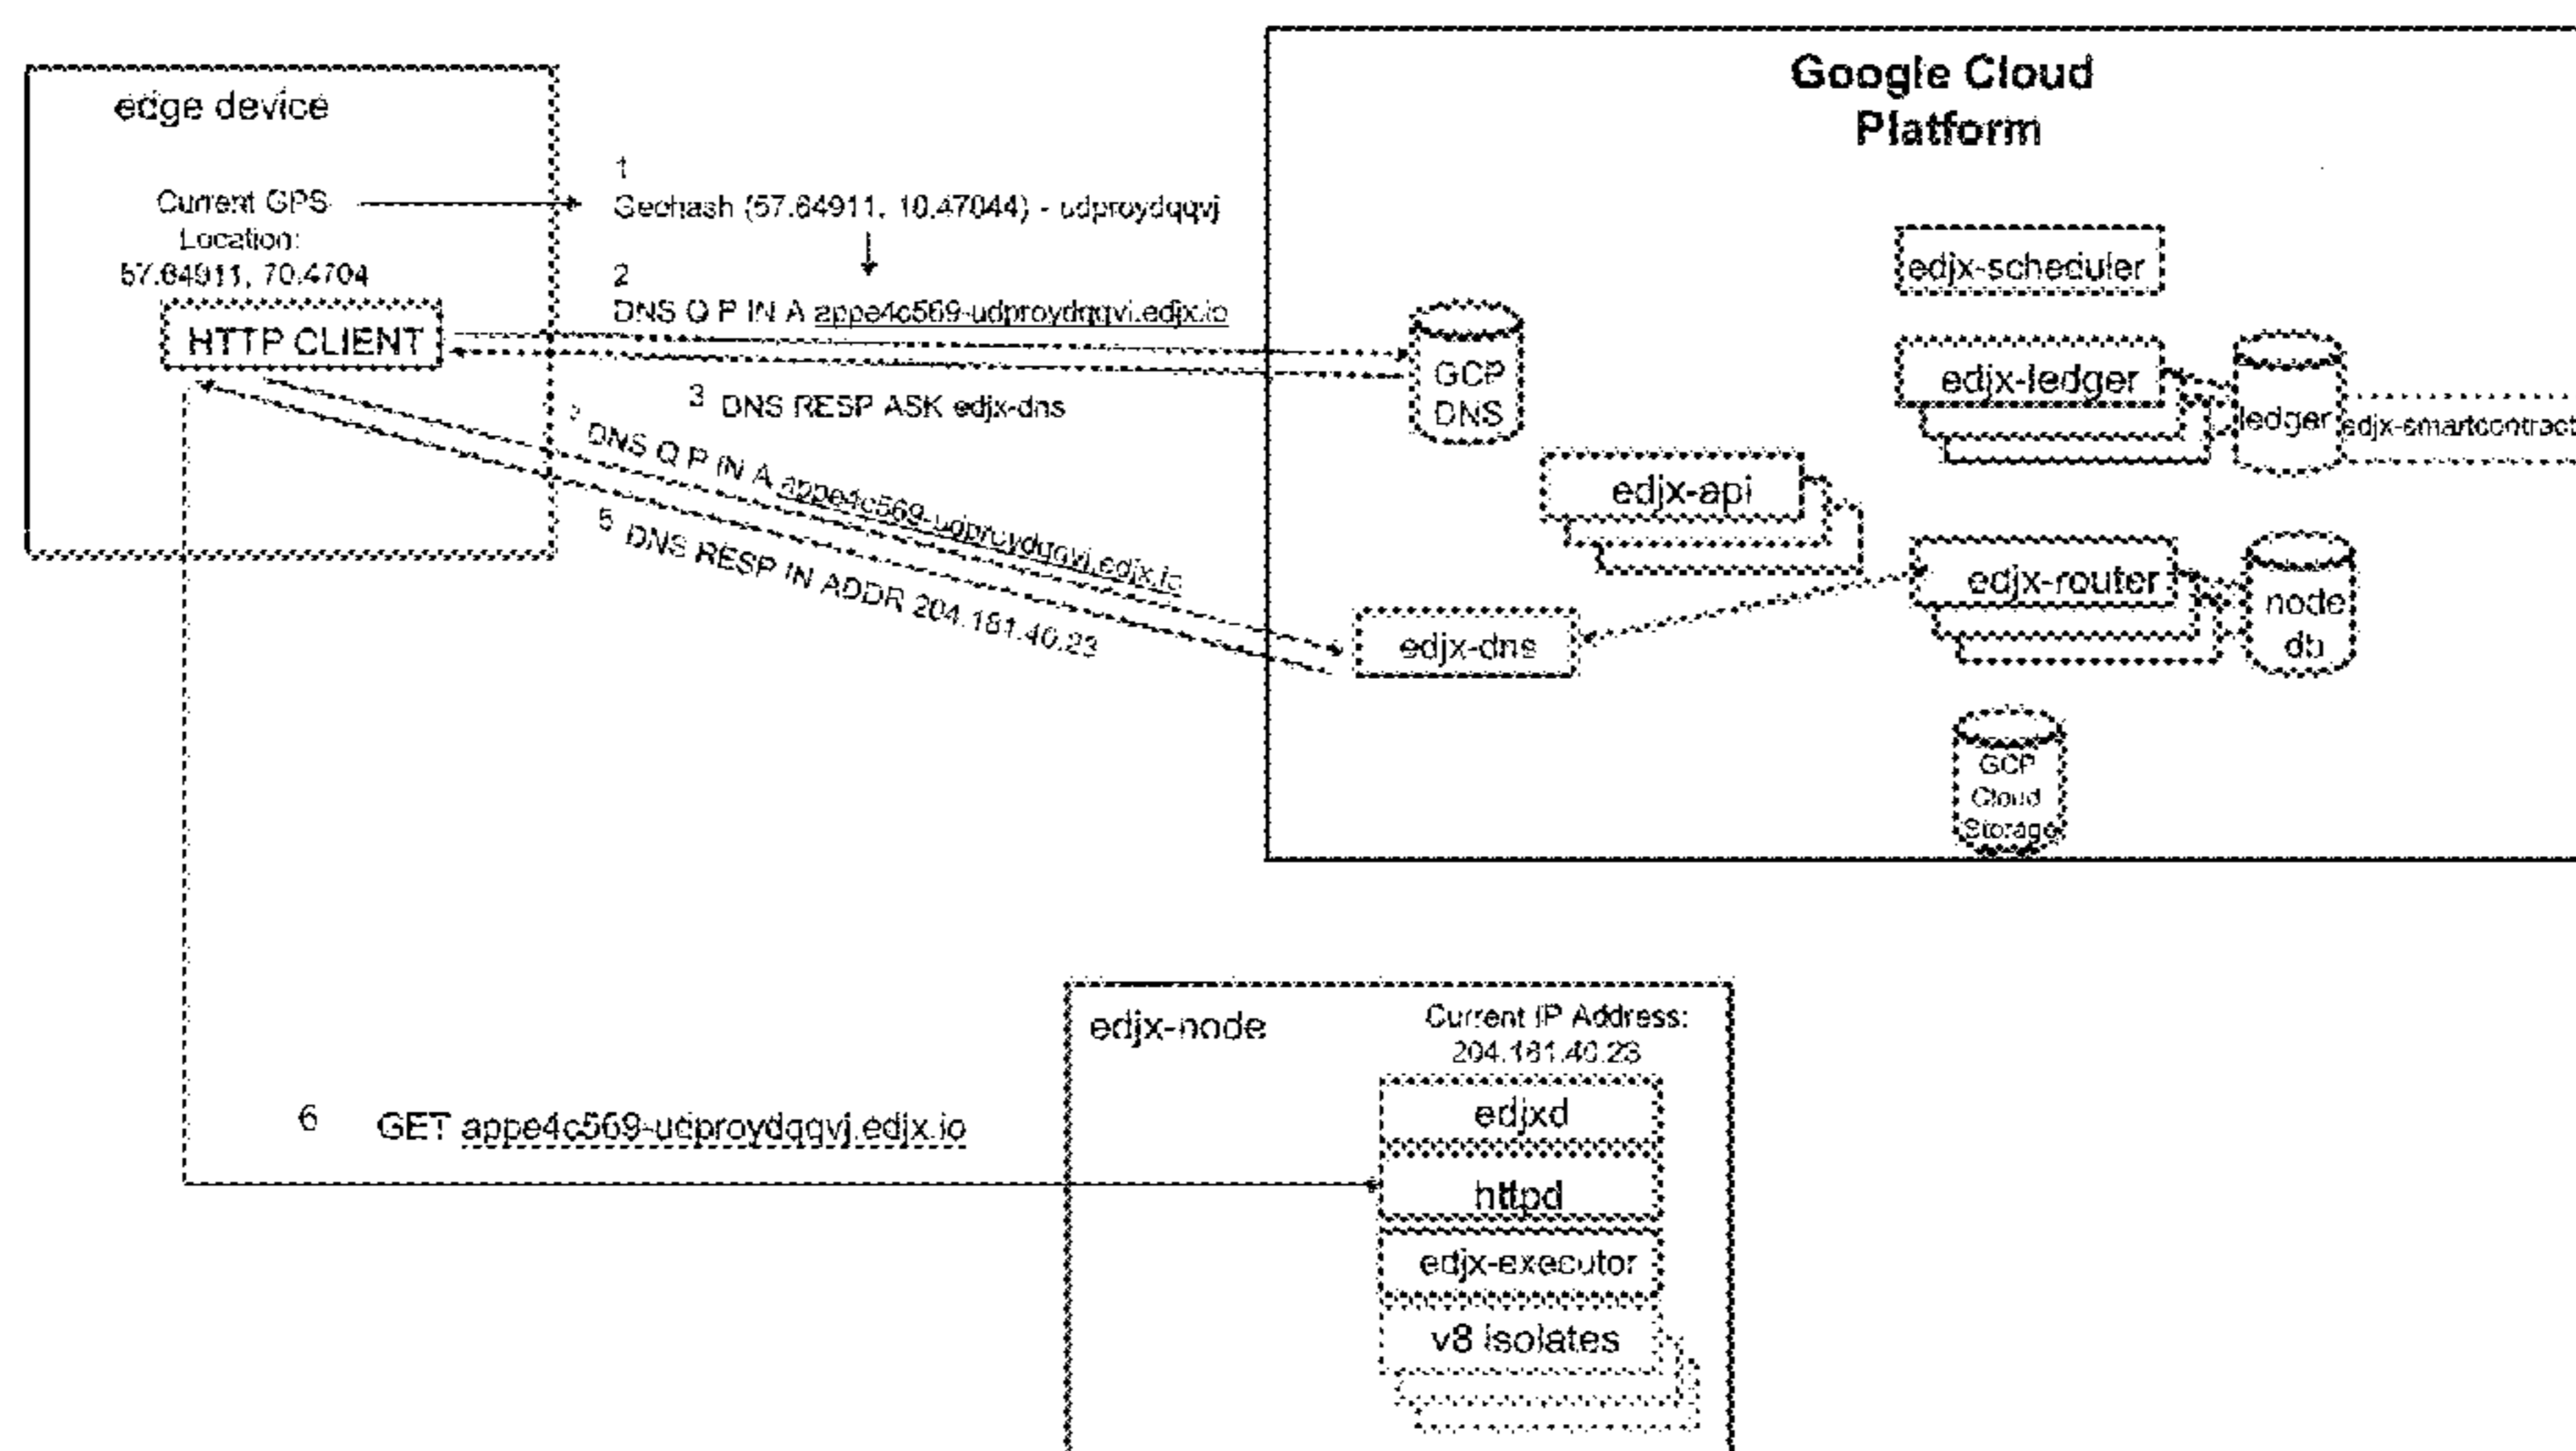 edge device
Current GPS
Location:
57.64911, 70.4704
HTTP CLIENT
1
Geohash (57.64911, 10.47044) - udproydqqvj
2
DNS Q P IN A appe4c569-udproydqqvi.edjx.io
3 DNS RESP ASK edjx-dns
DNS Q P IN A appe4c569-udproydqqvj.edjx.io
5 DNS RESP IN ADDR 204.181.40.23
Google Cloud
Platform
GCP
DNS
edjx-scheduler
edjx-ledger
ledger
edjx-smartcontract
edjx-api
edjx-router
node
db
edjx-dns
GCP
Cloud
Storage
6 GET appe4c569-udproydqqvj.edjx.io
edjx-node
Current IP Address:
204.181.40.23
edjxd
httpd
edjx-executor
v8 isolates